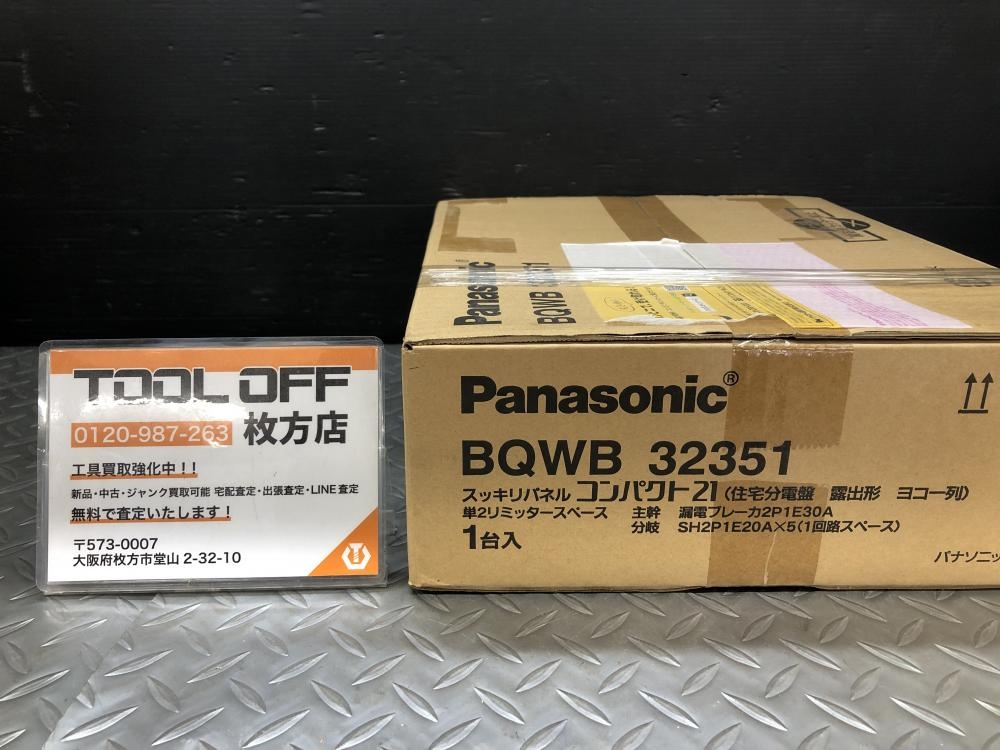 TOOL OFF
0120-987-263 枚方店
工具買取強化中！！
新品・中古・ジャンク買取可能 宅配査定・出張査定・LINE査定
無料で査定いたします！
〒573-0007
大阪府枚方市堂山 2-32-10
Panasonic
BQWB 32351
Panasonic®
BQWB 32351
スッキリパネル コンパクト21（住宅分電盤 露出形 ヨコ一列）
単2リミッタースペース 主幹 漏電ブレーカ2P1E30A
分岐 SH2P1E20A×5（1回路スペース）
1台入
パナソニッ